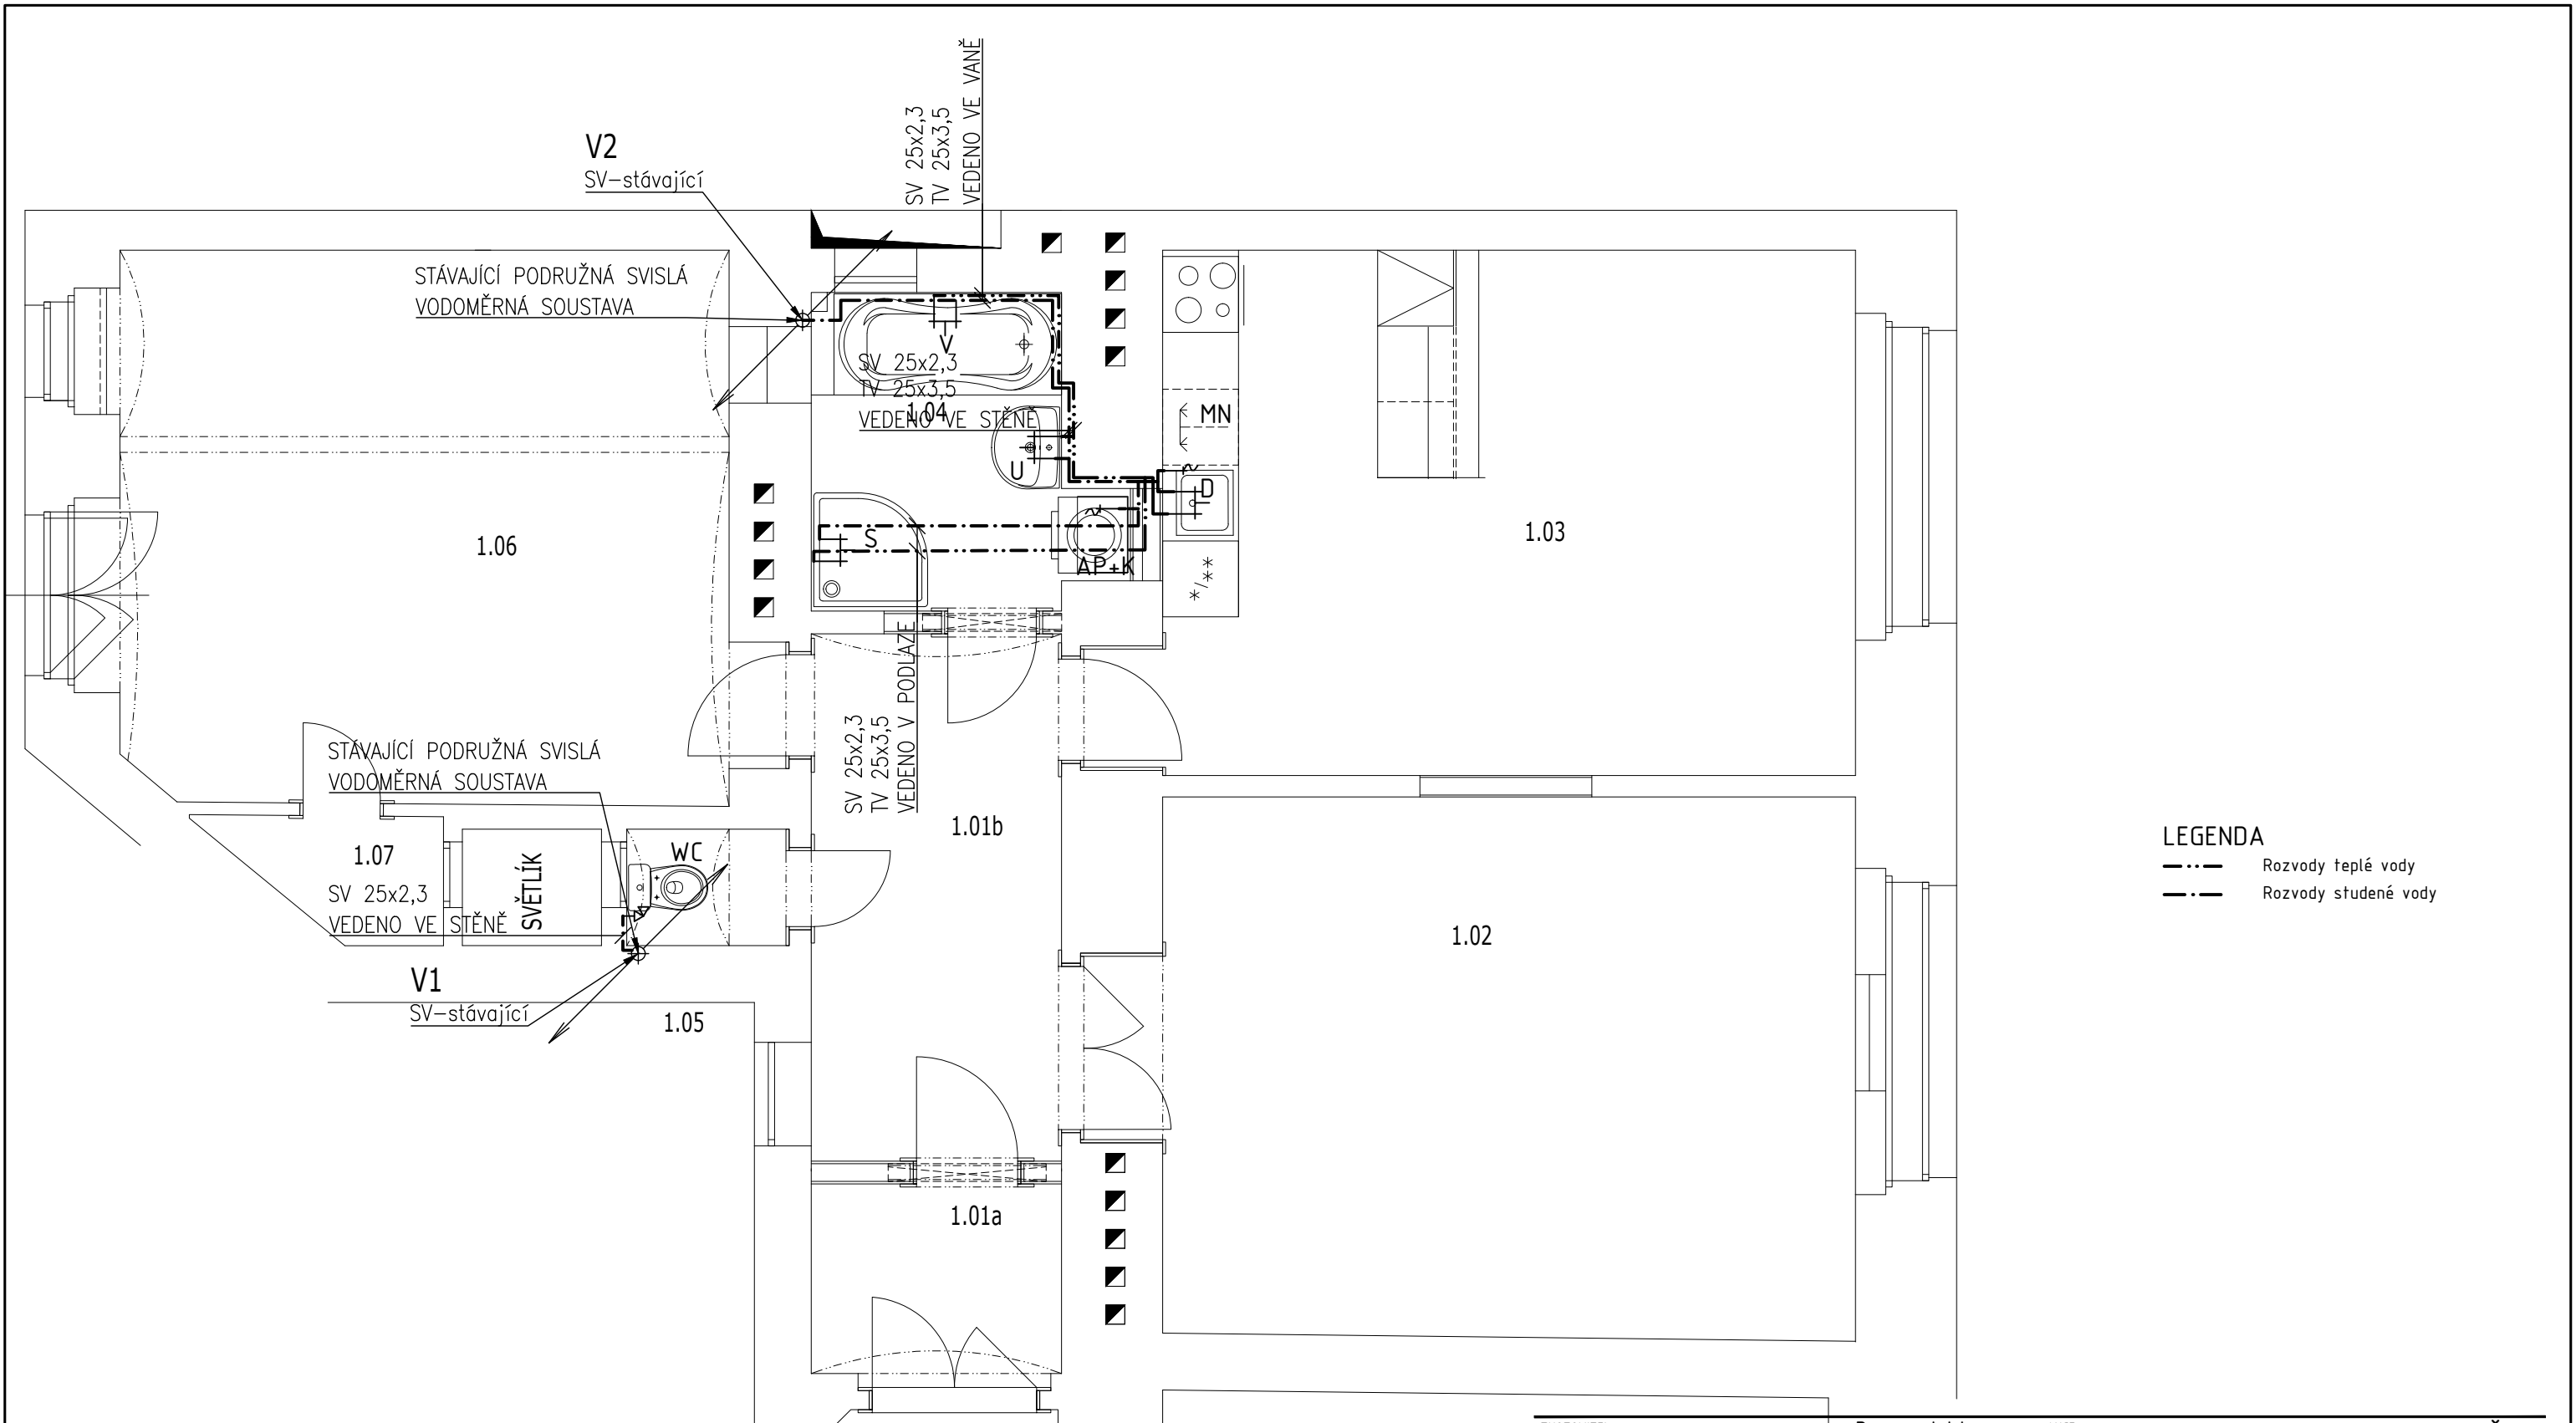 SV 25x2,3
TV 25x3,5
VEDENO VE VANĚ
V2
SV-stávající
STÁVAJÍCÍ PODRUŽNÁ SVISLÁ
VODOMĚRNÁ SOUSTAVA
V
SV 25x2,3
TV 25x3,5
1.04
VEDENO VE STĚNĚ
MN
U
D
S
AP+K
*/**
1.06
1.03
SV 25x2,3
TV 25x3,5
VEDENO V PODLAZE
STÁVAJÍCÍ PODRUŽNÁ SVISLÁ
VODOMĚRNÁ SOUSTAVA
1.01b
1.07
WC
SVĚTLÍK
SV 25x2,3
VEDENO VE STĚNĚ
V1
SV-stávající
1.05
1.02
1.01a
LEGENDA
Rozvody teplé vody
Rozvody studené vody